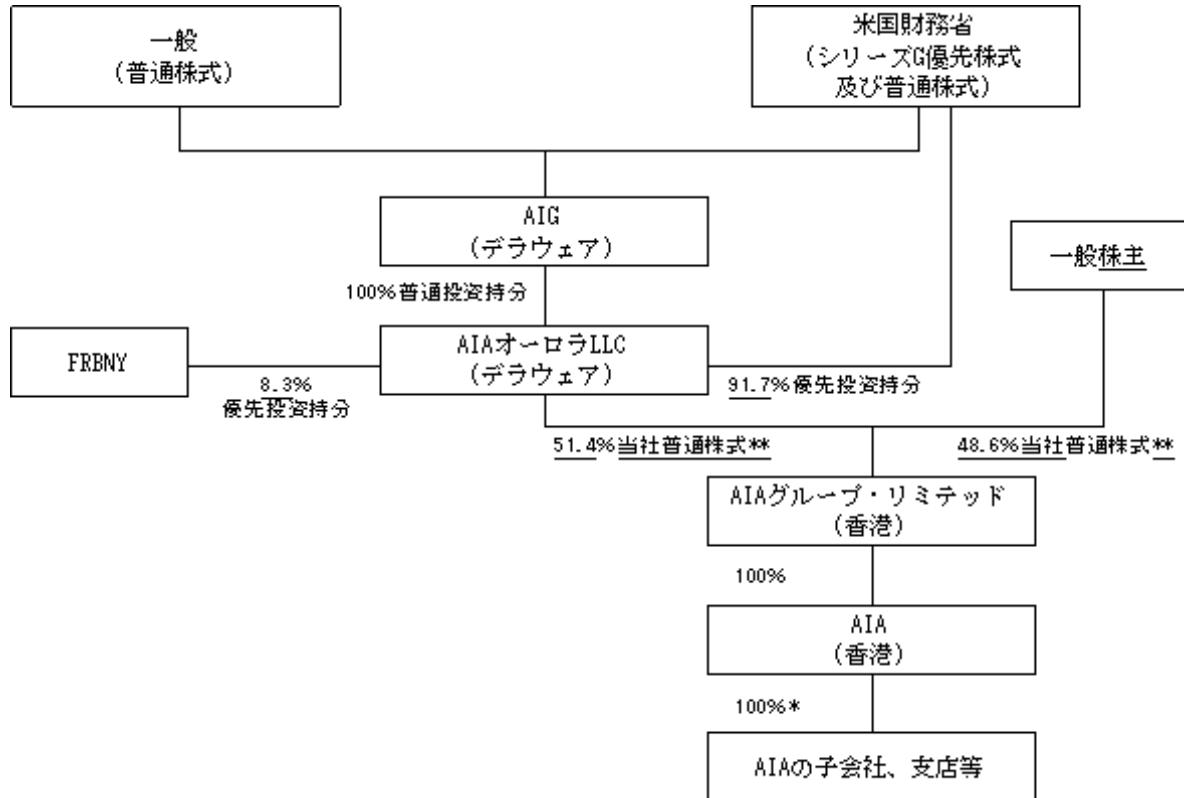 一般
(普通株式)
米国財務省
(シリーズG優先株式
及び普通株式)
AIG
(デラウェア)
一般株主
100%普通投資持分
FRBNY
AIAオーロラLLC
(デラウェア)
8.3%
優先投資持分
91.7%優先投資持分
51.4%当社普通株式**
48.6%当社普通株式**
AIAグループ・リミテッド
(香港)
100%
AIA
(香港)
100%*
AIAの子会社、支店等